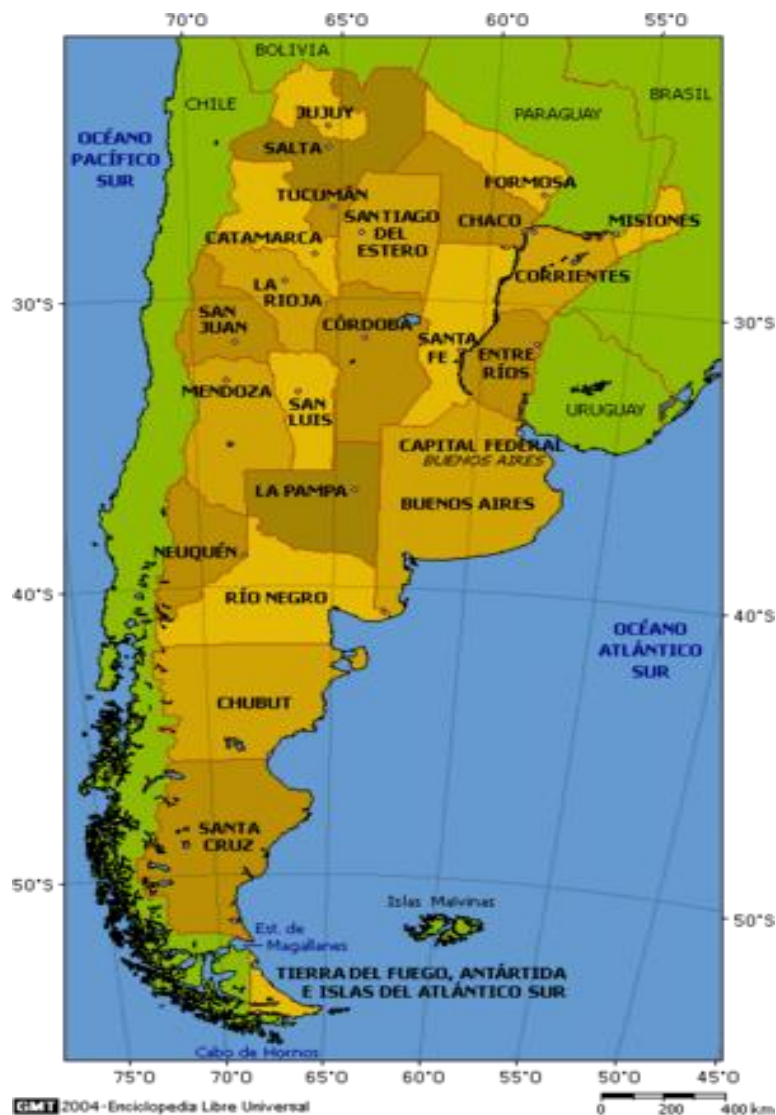 70°O 65°O 60°O 55°O
BOLIVIA
BRASIL
CHILE
PARAGUAY
JUJUY
OCÉANO
PACÍFICO
SUR
SALTA
FORMOSA
TUCUMÁN
SANTIAGO
DEL
ESTERO
CHACO
MISIONES
CATAMARCA
CORRIENTES
LA
RIOJA
30°S
SAN
JUAN
CÓRDOBA
30°S
SANTA
FE
ENTRE
RÍOS
MENDOZA
SAN
LUIS
URUGUAY
CAPITAL FEDERAL
BUENOS AIRES
LA PAMPA
BUENOS AIRES
NEUQUÉN
40°S
RÍO NEGRO
40°S
OCÉANO
ATLÁNTICO
SUR
CHUBUT
SANTA
CRUZ
50°S
Islas Malvinas
50°S
Est. de
Magallanes
TIERRA DEL FUEGO, ANTÁRTIDA
E ISLAS DEL ATLÁNTICO SUR
Cabo de Hornos
75°O 70°O 65°O 60°O 55°O 50°O 45°O
GMT 2004-Enciclopedia Libre Universal
0 200 400 km